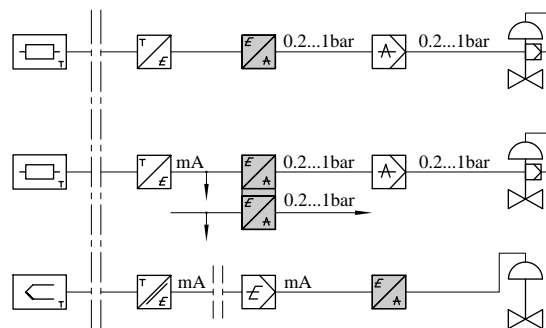 T E E A 0.2...1bar A 0.2...1bar
T
T E mA E A 0.2...1bar A 0.2...1bar
T
E A 0.2...1bar
T E mA E mA E A
T